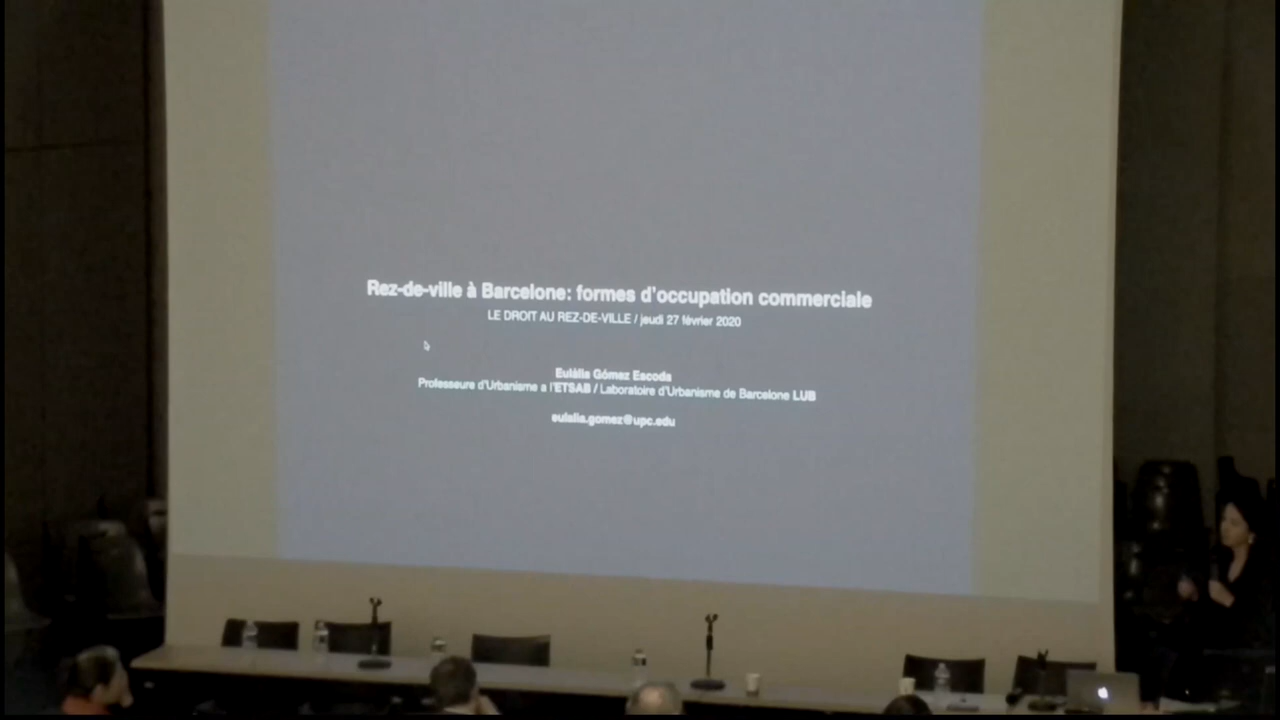 Rez-de-ville à Barcelone: formes d'occupation commerciale
LE DROIT AU REZ-DE-VILLE / jeudi 27 février 2020
Eulàlia Gómez Escoda
Professeure d'Urbanisme a l'ETSAB / Laboratoire d'Urbanisme de Barcelone LUB
eulalia.gomez@upc.edu